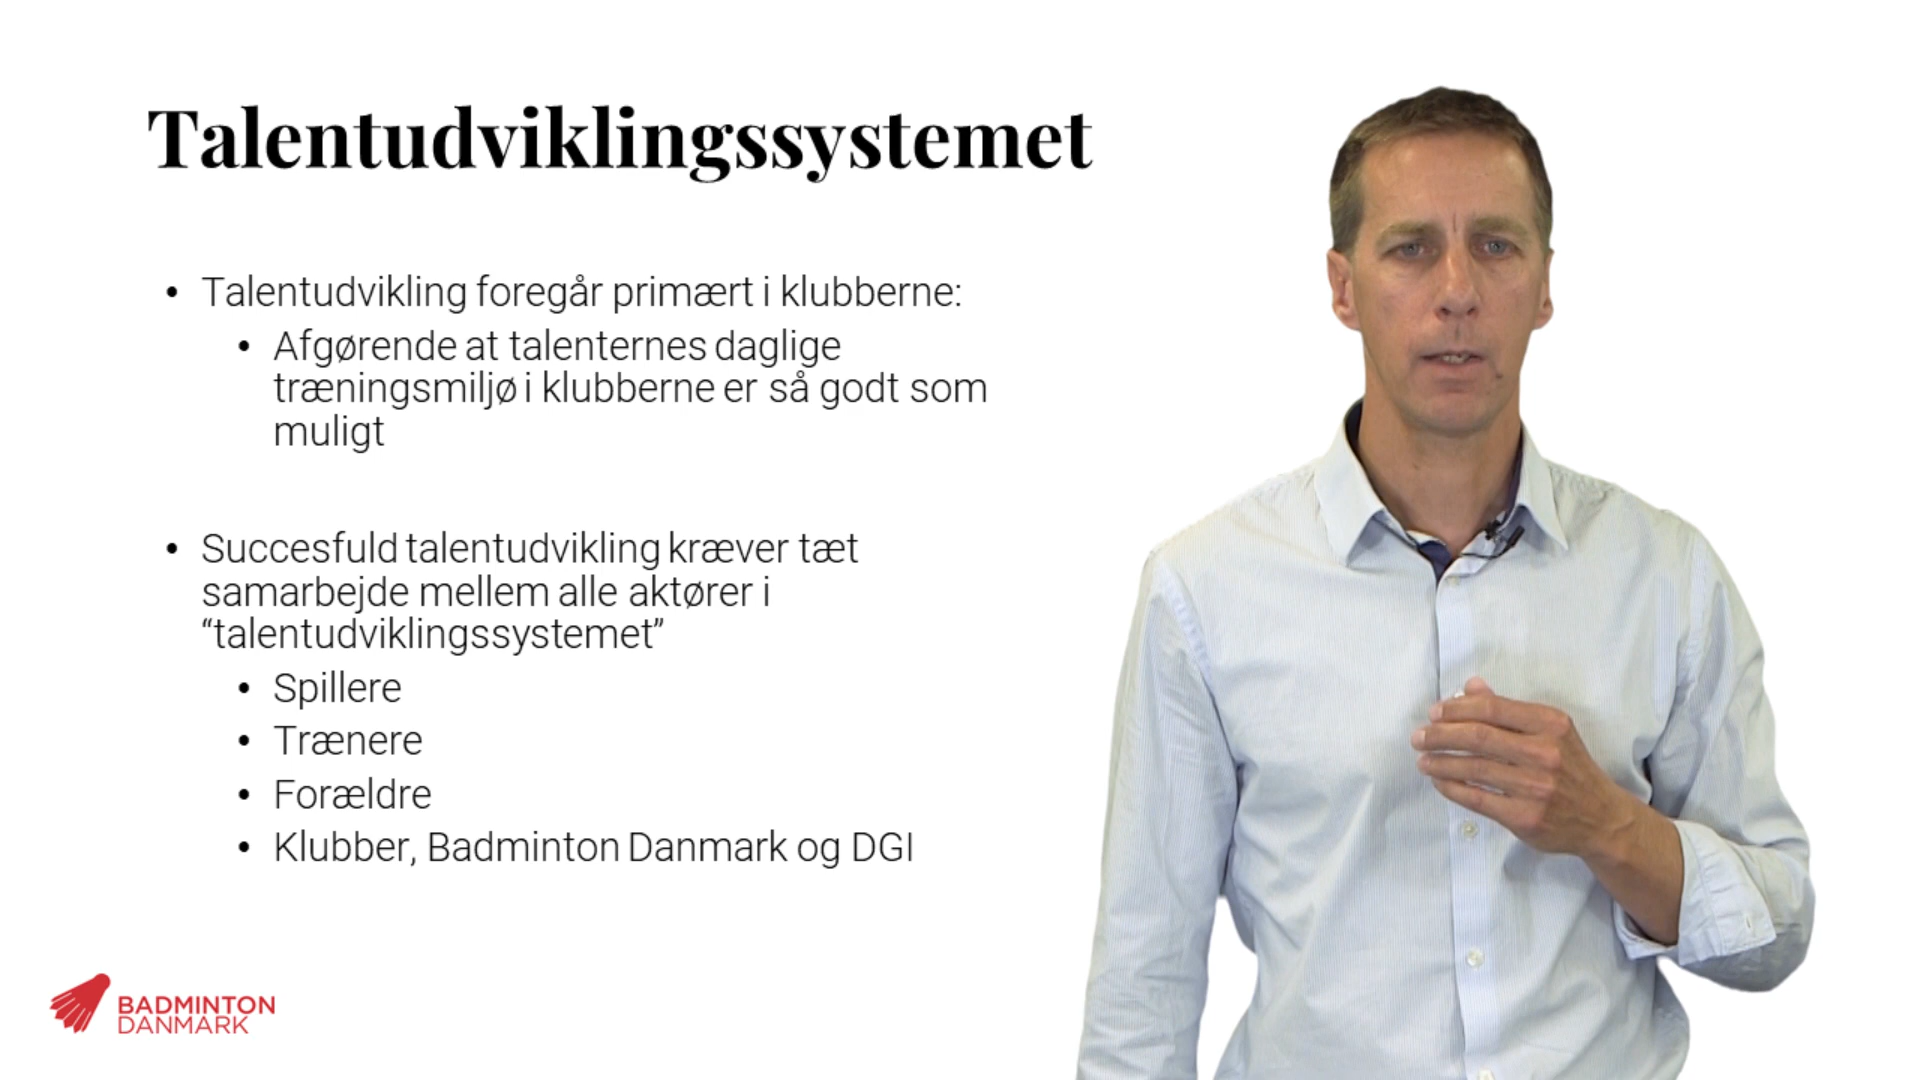 Talentudviklingssystemet
• Talentudvikling foregår primært i klubberne:
• Afgørende at talenternes daglige
træningsmiljø i klubberne er så godt som
muligt
• Succesfuld talentudvikling kræver tæt
samarbejde mellem alle aktører i
“talentudviklingssystemet”
• Spillere
• Trænere
• Forældre
• Klubber, Badminton Danmark og DGI
BADMINTON
DANMARK